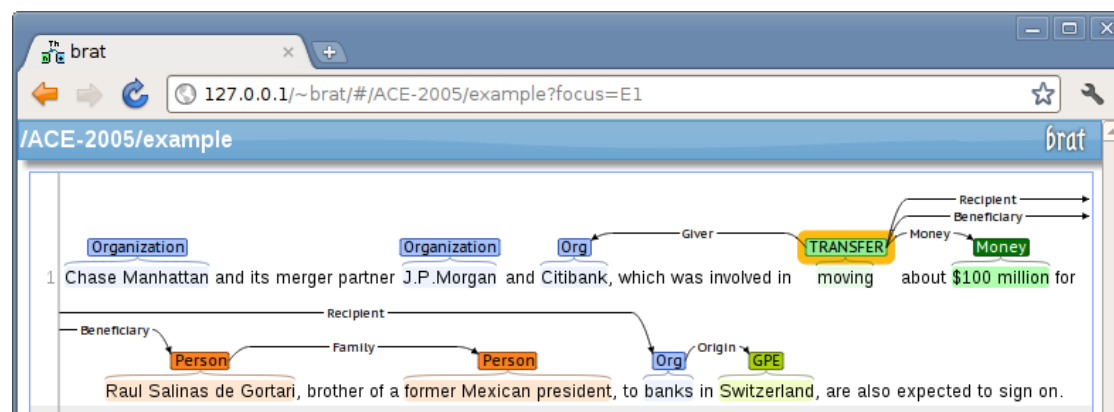 brat
127.0.0.1/~brat/#/ACE-2005/example?focus=E1
/ACE-2005/example brat
Recipient
Beneficiary
Organization Organization Org Giver TRANSFER Money Money
1 Chase Manhattan and its merger partner J.P.Morgan and Citibank, which was involved in moving about $100 million for
Recipient
Beneficiary Family Origin
Person Person Org GPE
Raul Salinas de Gortari, brother of a former Mexican president, to banks in Switzerland, are also expected to sign on.